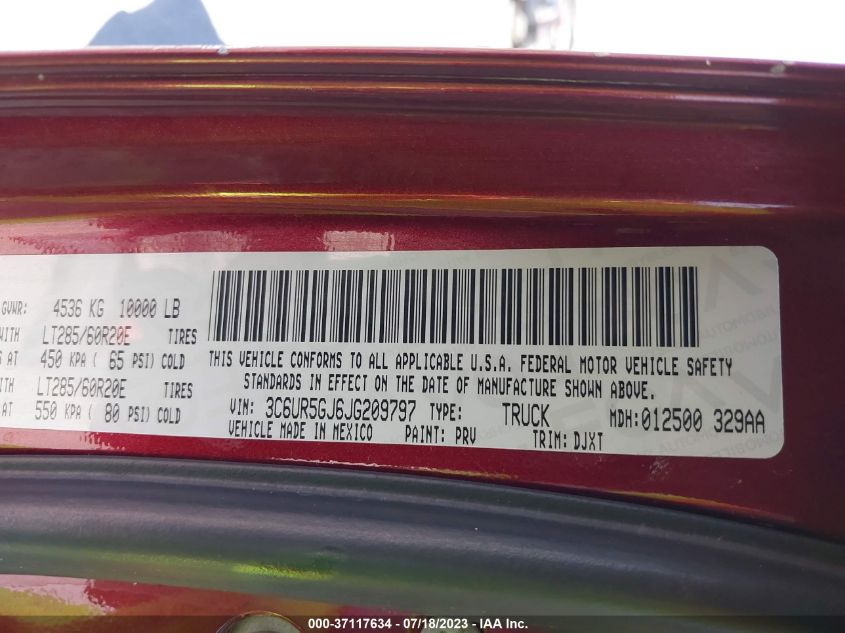 GVWR: 4536 KG 10000 LB
WITH LT285/60R20E TIRES
AT 450 KPA ( 65 PSI) COLD
LT285/60R20E TIRES
AT 550 KPA ( 80 PSI) COLD
THIS VEHICLE CONFORMS TO ALL APPLICABLE U.S.A. FEDERAL MOTOR VEHICLE SAFETY
STANDARDS IN EFFECT ON THE DATE OF MANUFACTURE SHOWN ABOVE.
VIN: 3C6UR5GJ6JG209797 TYPE: TRUCK MDH:012500 329AA
VEHICLE MADE IN MEXICO PAINT: PRV TRIM: DJXT
000-37117634 - 07/18/2023 - IAA Inc.